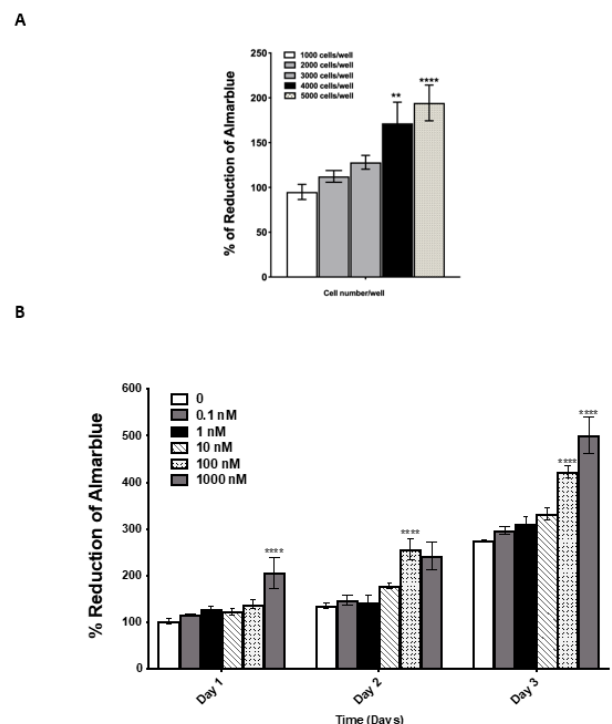 A
250
200
150
100
50
0
% of Reduction of Almarblue
1000 cells/well
2000 cells/well
3000 cells/well
4000 cells/well
5000 cells/well
**
****
Cell number/well
B
600
500
400
300
200
100
0
% Reduction of Almarblue
0
0.1 nM
1 nM
10 nM
100 nM
1000 nM
****
****
****
****
Day 1
Day 2
Day 3
Time (Days)